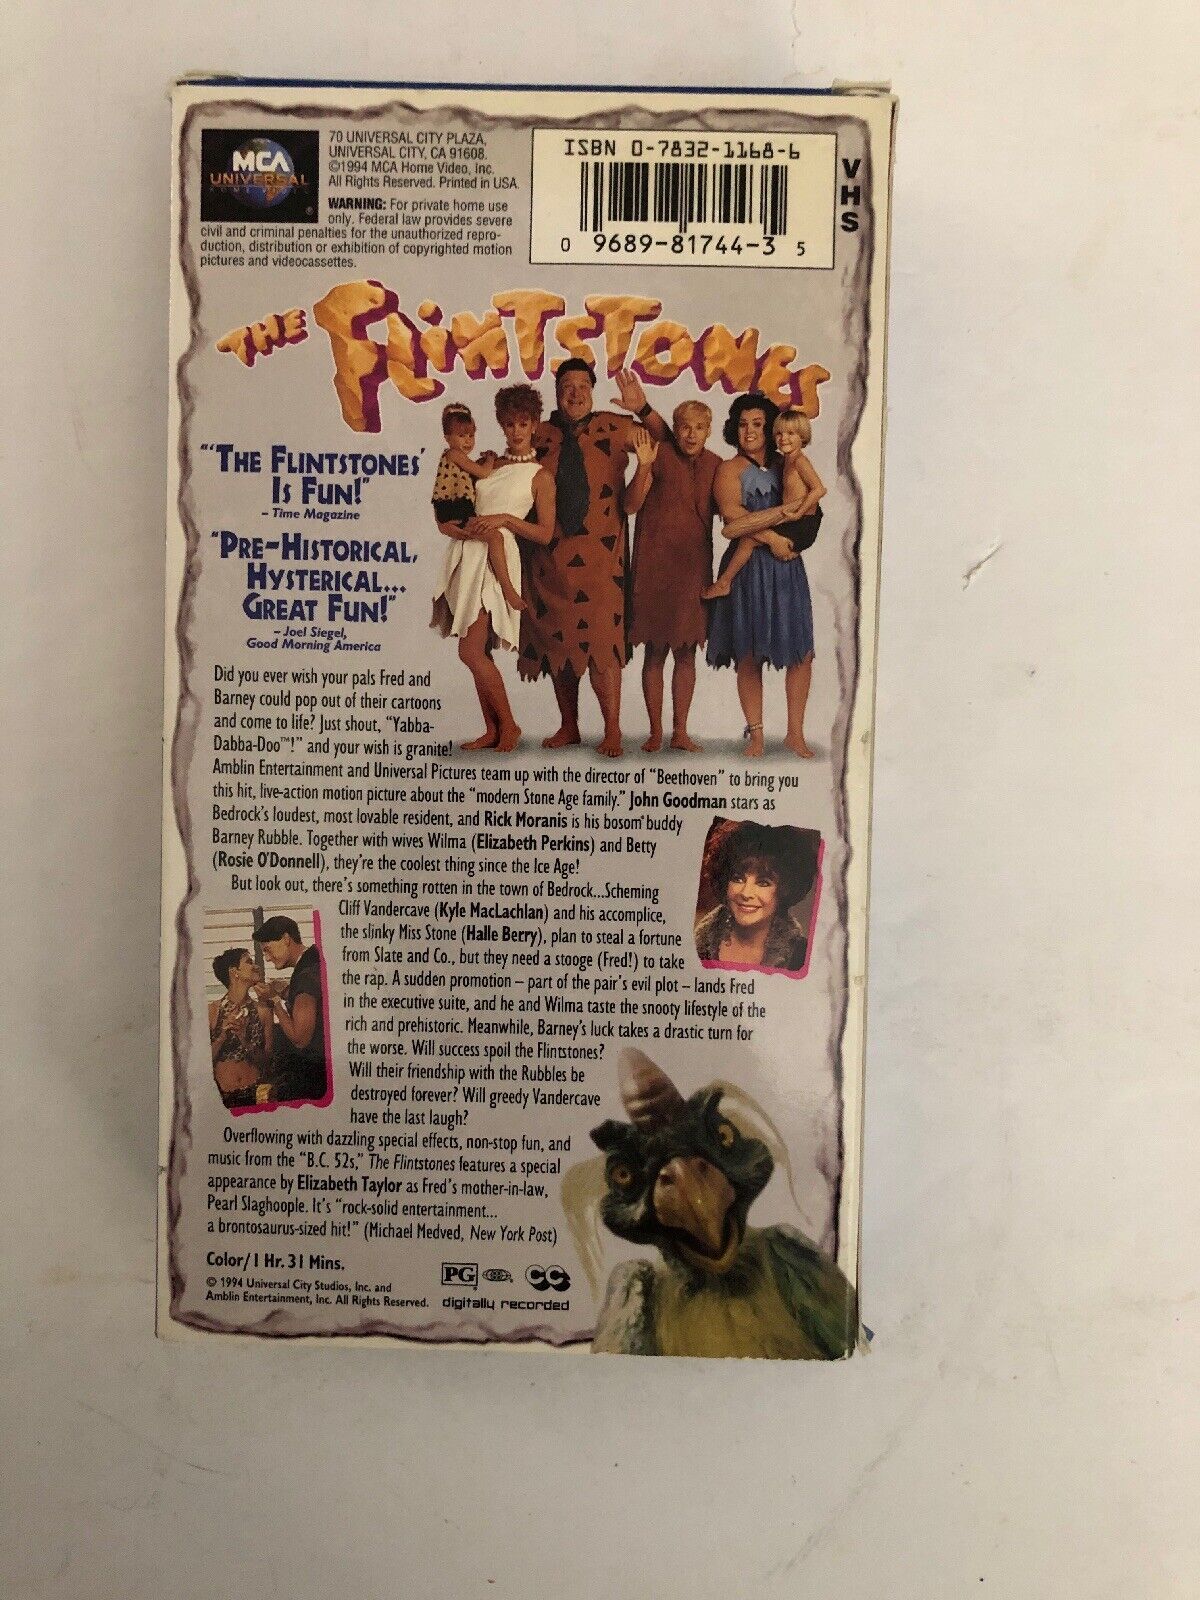 MCA
UNIVERSAL
HOME VIDEO
70 UNIVERSAL CITY PLAZA,
UNIVERSAL CITY, CA 91608.
©1994 MCA Home Video, Inc.
All Rights Reserved. Printed in USA.
WARNING: For private home use
only. Federal law provides severe
civil and criminal penalties for the unauthorized repro-
duction, distribution or exhibition of copyrighted motion
pictures and videocassettes.
ISBN 0-7832-1168-6
0 9689-81744-3 5
VHS
THE FLINTSTONES
"'THE FLINTSTONES'
IS FUN!"
– Time Magazine
"PRE-HISTORICAL,
HYSTERICAL...
GREAT FUN!"
– Joel Siegel,
Good Morning America
Did you ever wish your pals Fred and
Barney could pop out of their cartoons
and come to life? Just shout, "Yabba-
Dabba-Doo™!" and your wish is granite!
Amblin Entertainment and Universal Pictures team up with the director of "Beethoven" to bring you
this hit, live-action motion picture about the "modern Stone Age family." John Goodman stars as
Bedrock's loudest, most lovable resident, and Rick Moranis is his bosom buddy
Barney Rubble. Together with wives Wilma (Elizabeth Perkins) and Betty
(Rosie O'Donnell), they're the coolest thing since the Ice Age!
But look out, there's something rotten in the town of Bedrock...Scheming
Cliff Vandercave (Kyle MacLachlan) and his accomplice,
the slinky Miss Stone (Halle Berry), plan to steal a fortune
from Slate and Co., but they need a stooge (Fred!) to take
the rap. A sudden promotion – part of the pair's evil plot – lands Fred
in the executive suite, and he and Wilma taste the snooty lifestyle of the
rich and prehistoric. Meanwhile, Barney's luck takes a drastic turn for
the worse. Will success spoil the Flintstones?
Will their friendship with the Rubbles be
destroyed forever? Will greedy Vandercave
have the last laugh?
Overflowing with dazzling special effects, non-stop fun, and
music from the "B.C. 52s," The Flintstones features a special
appearance by Elizabeth Taylor as Fred's mother-in-law,
Pearl Slaghoople. It's "rock-solid entertainment...
a brontosaurus-sized hit!" (Michael Medved, New York Post)
Color/1 Hr. 31 Mins.
© 1994 Universal City Studios, Inc. and
Amblin Entertainment, Inc. All Rights Reserved.
PG
CC
digitally recorded